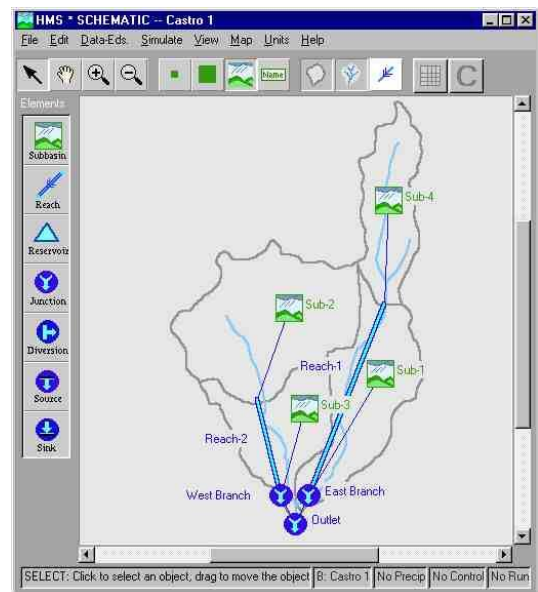 HMS * SCHEMATIC -- Castro 1
File Edit Data-Eds. Simulate View Map Units Help
Name
C
Elements
Subbasin
Reach
Reservoir
Junction
Diversion
Source
Sink
Sub-4
Sub-2
Reach-1
Sub-1
Sub-3
Reach-2
West Branch
East Branch
Outlet
SELECT: Click to select an object, drag to move the object B: Castro 1 No Precip No Control No Run